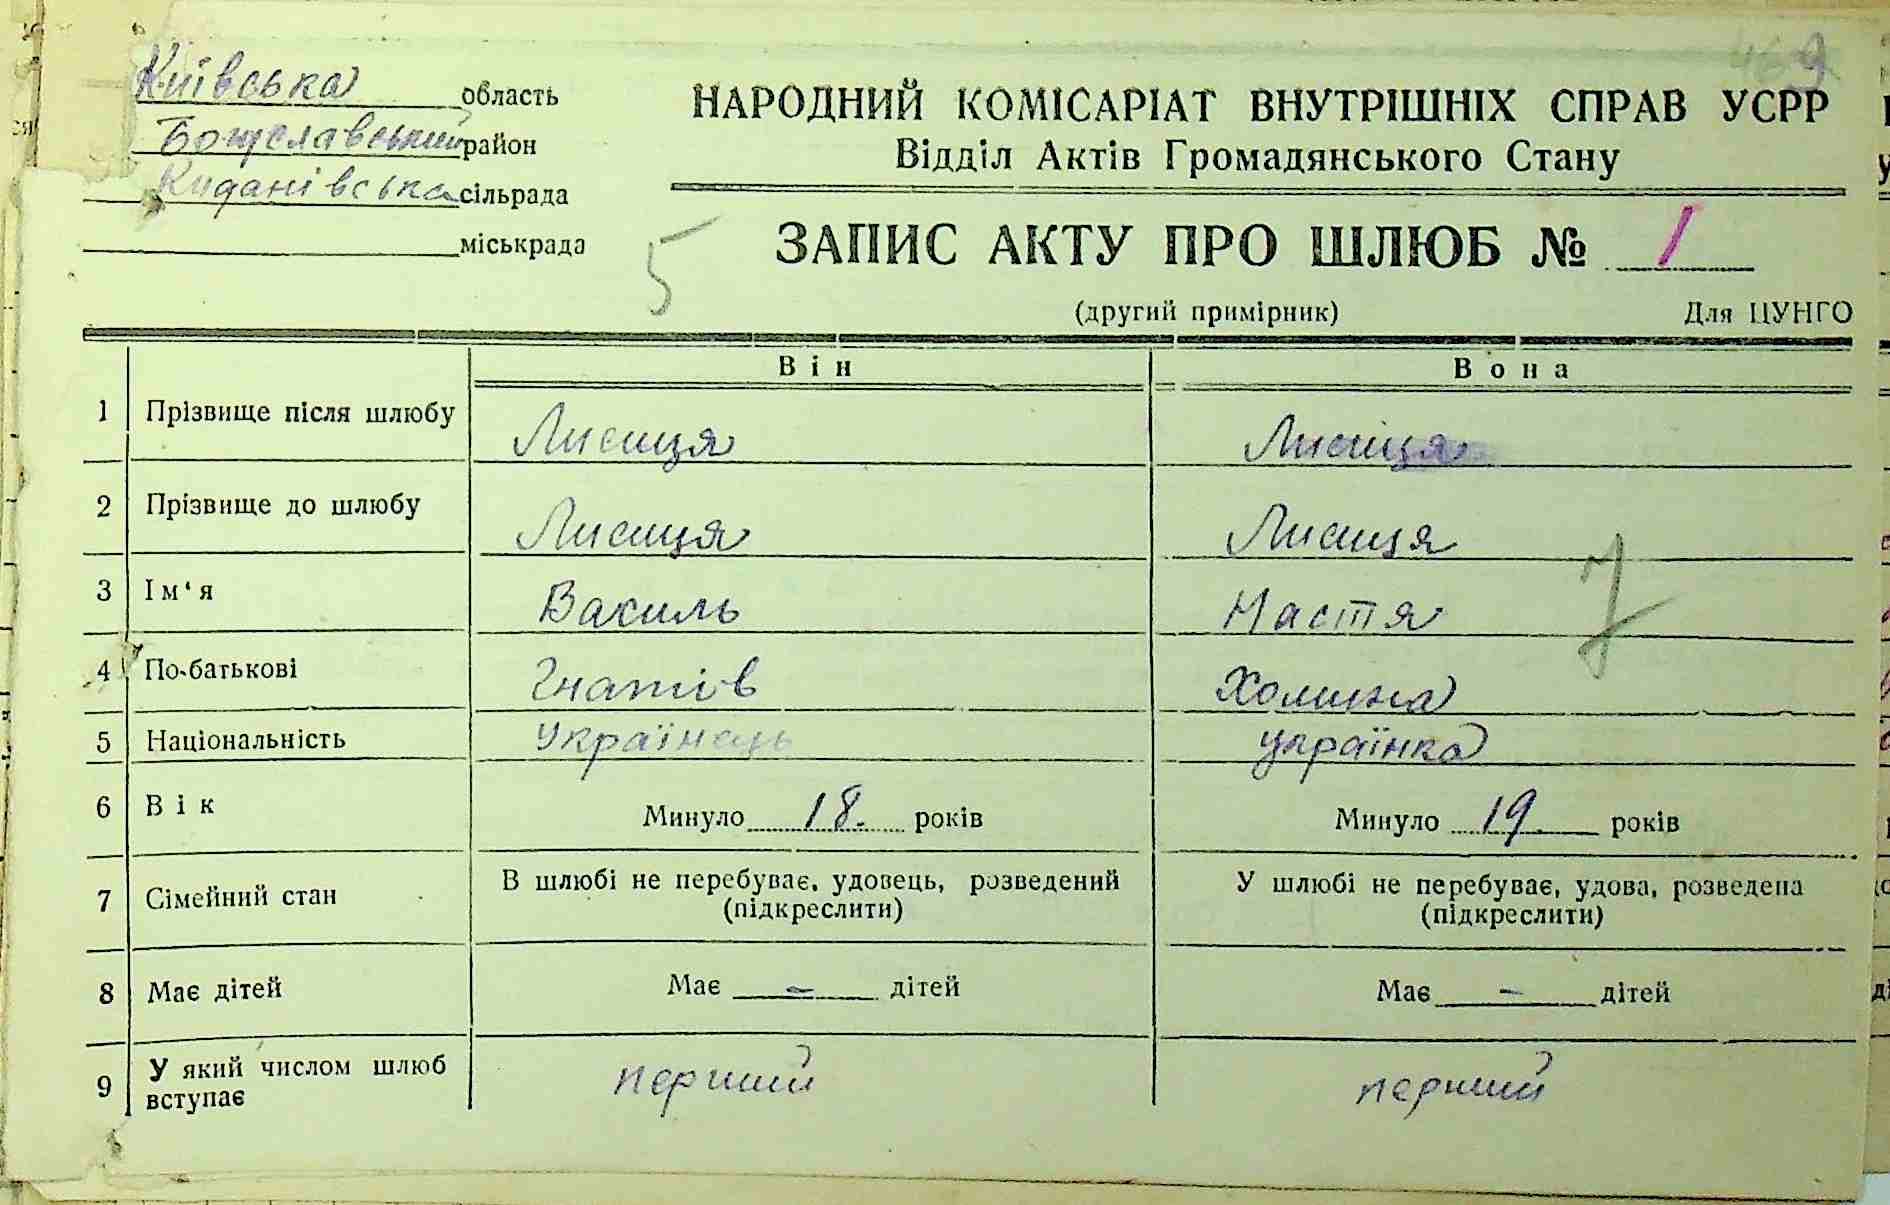 Київська область
Богуславський район
Киданівська сільрада
міськрада
НАРОДНИЙ КОМІСАРІАТ ВНУТРІШНІХ СПРАВ УСРР
Відділ Актів Громадянського Стану
5
ЗАПИС АКТУ ПРО ШЛЮБ № 1
(другий примірник) Для ЦУНГО
Він Вона
1 Прізвище після шлюбу Лисиця Лисиця
2 Прізвище до шлюбу Лисиця Лисиця
3 Ім‘я Василь Настя
4 По-батькові Гнатів Хомина
5 Національність Українець українка
6 Вік Минуло 18. років Минуло 19. років
7 Сімейний стан В шлюбі не перебуває, удовець, розведений У шлюбі не перебуває, удова, розведена
(підкреслити) (підкреслити)
8 Має дітей Має – дітей Має – дітей
9 У який числом шлюб
вступає перший перший